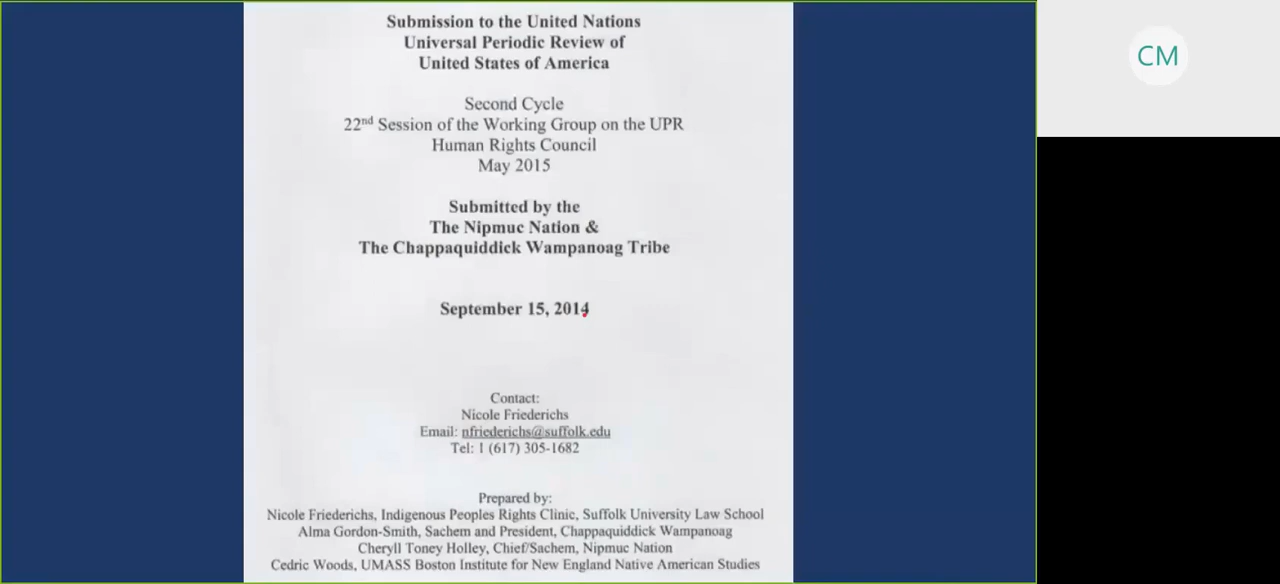 Submission to the United Nations
Universal Periodic Review of
United States of America
Second Cycle
22nd Session of the Working Group on the UPR
Human Rights Council
May 2015
Submitted by the
The Nipmuc Nation &
The Chappaquiddick Wampanoag Tribe
September 15, 2014
Contact:
Nicole Friederichs
Email: nfriederichs@suffolk.edu
Tel: 1 (617) 305-1682
Prepared by:
Nicole Friederichs, Indigenous Peoples Rights Clinic, Suffolk University Law School
Alma Gordon-Smith, Sachem and President, Chappaquiddick Wampanoag
Cheryll Toney Holley, Chief/Sachem, Nipmuc Nation
Cedric Woods, UMASS Boston Institute for New England Native American Studies
CM